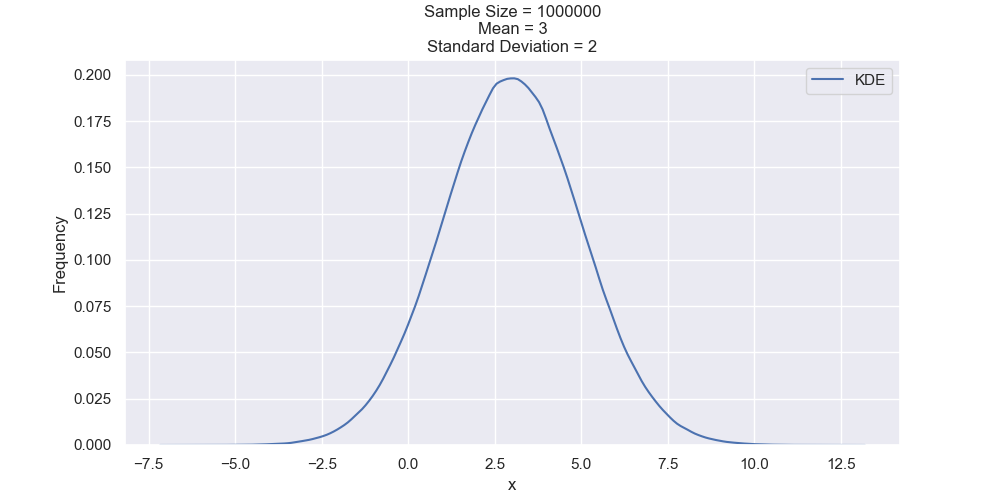 Sample Size = 1000000
Mean = 3
Standard Deviation = 2
KDE
Frequency
0.200
0.175
0.150
0.125
0.100
0.075
0.050
0.025
0.000
−7.5 −5.0 −2.5 0.0 2.5 5.0 7.5 10.0 12.5
x